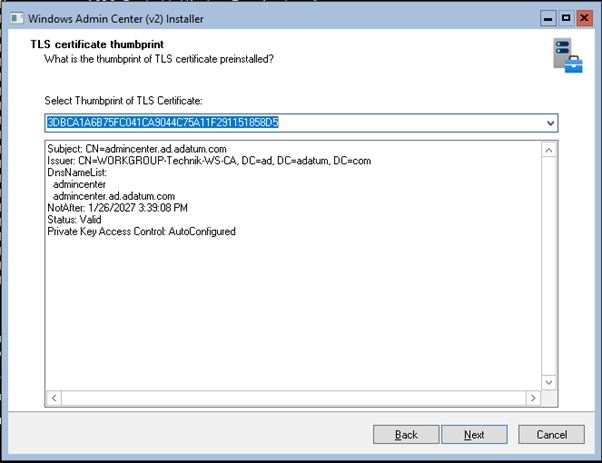 Windows Admin Center (v2) Installer
TLS certificate thumbprint
What is the thumbprint of TLS certificate preinstalled?
Select Thumbprint of TLS Certificate:
3DBCA1A6B75FC041CA9044C75A11F291151858D5
Subject: CN=admincenter.ad.adatum.com
Issuer: CN=WORKGROUP-Technik-WS-CA, DC=ad, DC=adatum, DC=com
DnsNameList:
admincenter
admincenter.ad.adatum.com
NotAfter: 1/26/2027 3:39:08 PM
Status: Valid
Private Key Access Control: AutoConfigured
Back Next Cancel